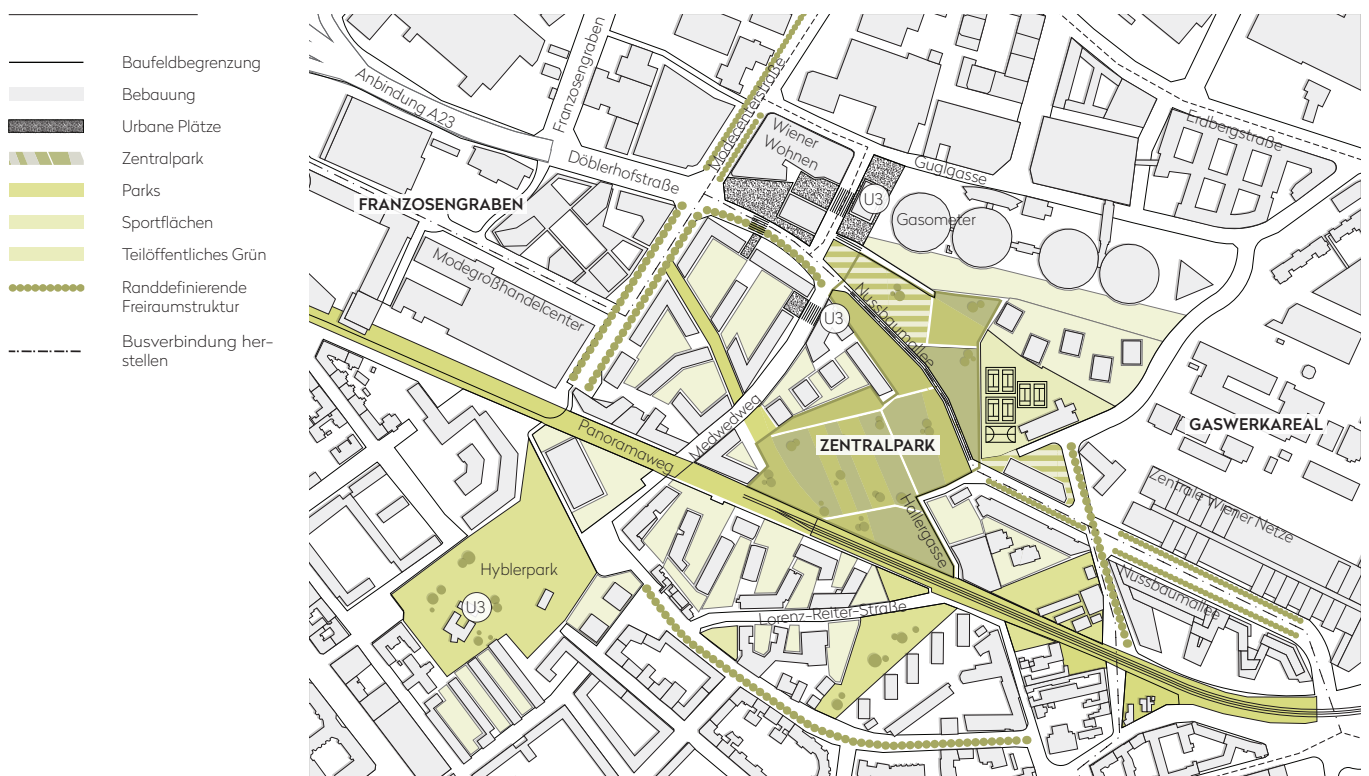 Baufeldbegrenzung
Bebauung
Urbane Plätze
Zentralpark
Parks
Sportflächen
Teilöffentliches Grün
Randdefinierende
Freiraumstruktur
Busverbindung her-
stellen
Anbindung A23
Franzosengraben
Modecenterstraße
Döblerhofstraße
Wiener
Wohnen
Guglgasse
Erdbergstraße
FRANZOSENGRABEN
U3
Gasometer
Modegroßhandelcenter
Nussbaumallee
U3
Medwedweg
Panoramaweg
ZENTRALPARK
GASWERKAREAL
Zentrale Wiener Netze
Hallergasse
Hyblerpark
U3
Lorenz-Reiter-Straße
Nussbaumallee